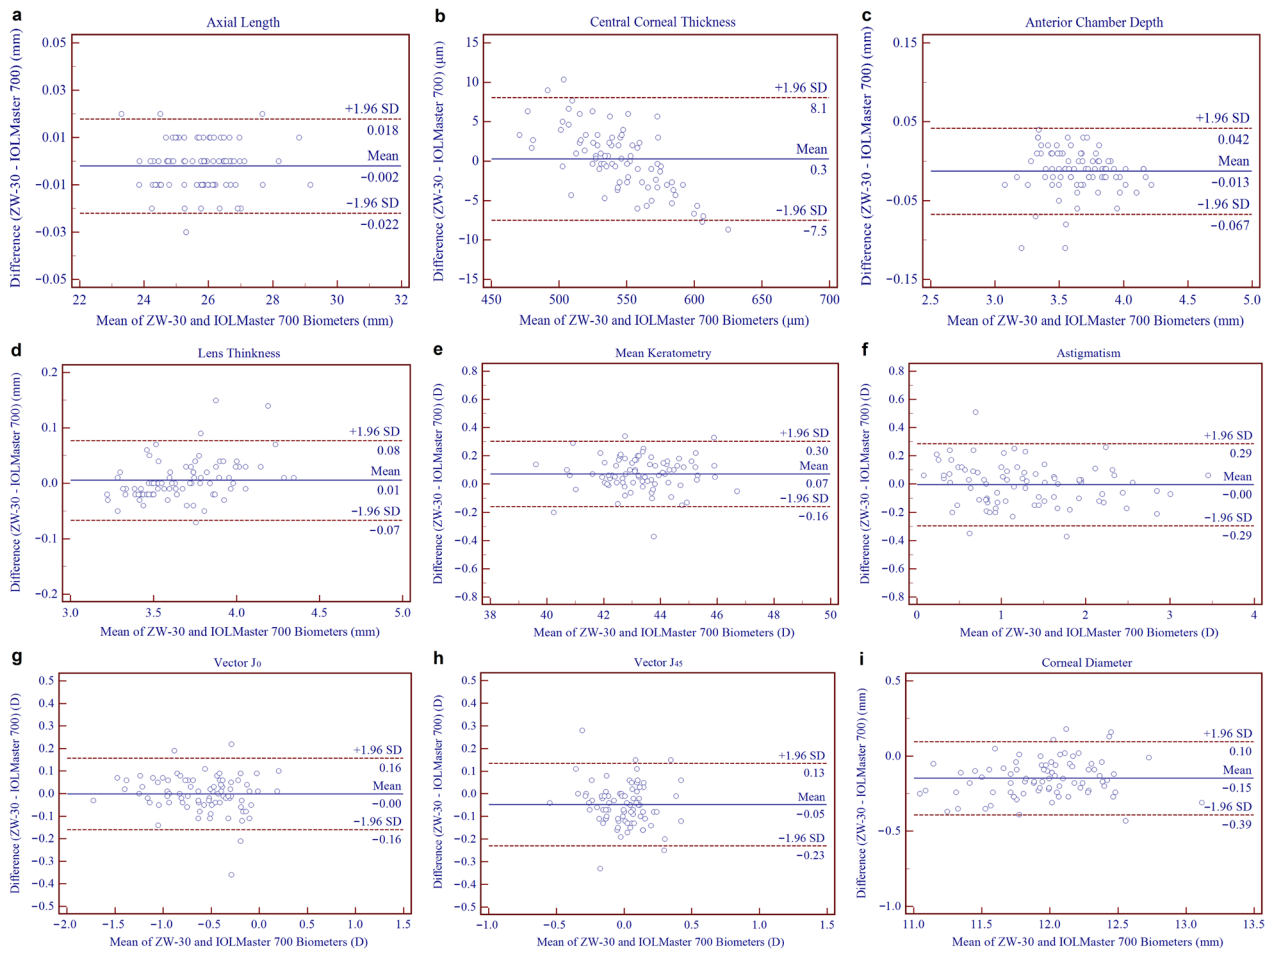 a
Axial Length
Difference (ZW-30 - IOLMaster 700) (mm)
0.05
0.03
0.01
−0.01
−0.03
−0.05
+1.96 SD
0.018
Mean
−0.002
−1.96 SD
−0.022
22 24 26 28 30 32
Mean of ZW-30 and IOLMaster 700 Biometers (mm)
b
Central Corneal Thickness
Difference (ZW-30 - IOLMaster 700) (μm)
15
10
5
0
−5
−10
−15
+1.96 SD
8.1
Mean
0.3
−1.96 SD
−7.5
450 500 550 600 650 700
Mean of ZW-30 and IOLMaster 700 Biometers (μm)
c
Anterior Chamber Depth
Difference (ZW-30 - IOLMaster 700) (mm)
0.15
0.05
−0.05
−0.15
+1.96 SD
0.042
Mean
−0.013
−1.96 SD
−0.067
2.5 3.0 3.5 4.0 4.5 5.0
Mean of ZW-30 and IOLMaster 700 Biometers (mm)
d
Lens Thinkness
Difference (ZW-30 - IOLMaster 700) (mm)
0.2
0.1
0.0
−0.1
−0.2
+1.96 SD
0.08
Mean
0.01
−1.96 SD
−0.07
3.0 3.5 4.0 4.5 5.0
Mean of ZW-30 and IOLMaster 700 Biometers (mm)
e
Mean Keratometry
Difference (ZW-30 - IOLMaster 700) (D)
0.8
0.6
0.4
0.2
0.0
−0.2
−0.4
−0.6
−0.8
+1.96 SD
0.30
Mean
0.07
−1.96 SD
−0.16
38 40 42 44 46 48 50
Mean of ZW-30 and IOLMaster 700 Biometers (D)
f
Astigmatism
Difference (ZW-30 - IOLMaster 700) (D)
0.8
0.6
0.4
0.2
0.0
−0.2
−0.4
−0.6
−0.8
+1.96 SD
0.29
Mean
−0.00
−1.96 SD
−0.29
0 1 2 3 4
Mean of ZW-30 and IOLMaster 700 Biometers (D)
g
Vector J₀
Difference (ZW-30 - IOLMaster 700) (D)
0.5
0.4
0.3
0.2
0.1
0.0
−0.1
−0.2
−0.3
−0.4
−0.5
+1.96 SD
0.16
Mean
−0.00
−1.96 SD
−0.16
−2.0 −1.5 −1.0 −0.5 0.0 0.5 1.0 1.5
Mean of ZW-30 and IOLMaster 700 Biometers (D)
h
Vector J₄₅
Difference (ZW-30 - IOLMaster 700) (D)
0.5
0.4
0.3
0.2
0.1
0.0
−0.1
−0.2
−0.3
−0.4
−0.5
+1.96 SD
0.13
Mean
−0.05
−1.96 SD
−0.23
−1.0 −0.5 0.0 0.5 1.0 1.5
Mean of ZW-30 and IOLMaster 700 Biometers (D)
i
Corneal Diameter
Difference (ZW-30 - IOLMaster 700) (mm)
0.5
0.0
−0.5
−1.0
+1.96 SD
0.10
Mean
−0.15
−1.96 SD
−0.39
11.0 11.5 12.0 12.5 13.0 13.5
Mean of ZW-30 and IOLMaster 700 Biometers (mm)